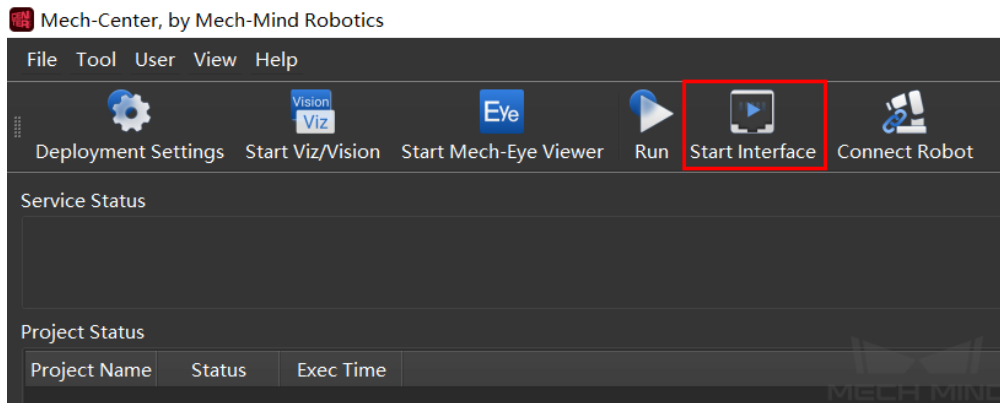 Mech-Center, by Mech-Mind Robotics
File Tool User View Help
Vision
Viz
Eye
Deployment Settings Start Viz/Vision Start Mech-Eye Viewer Run Start Interface Connect Robot
Service Status
Project Status
Project Name Status Exec Time
MECH MIND